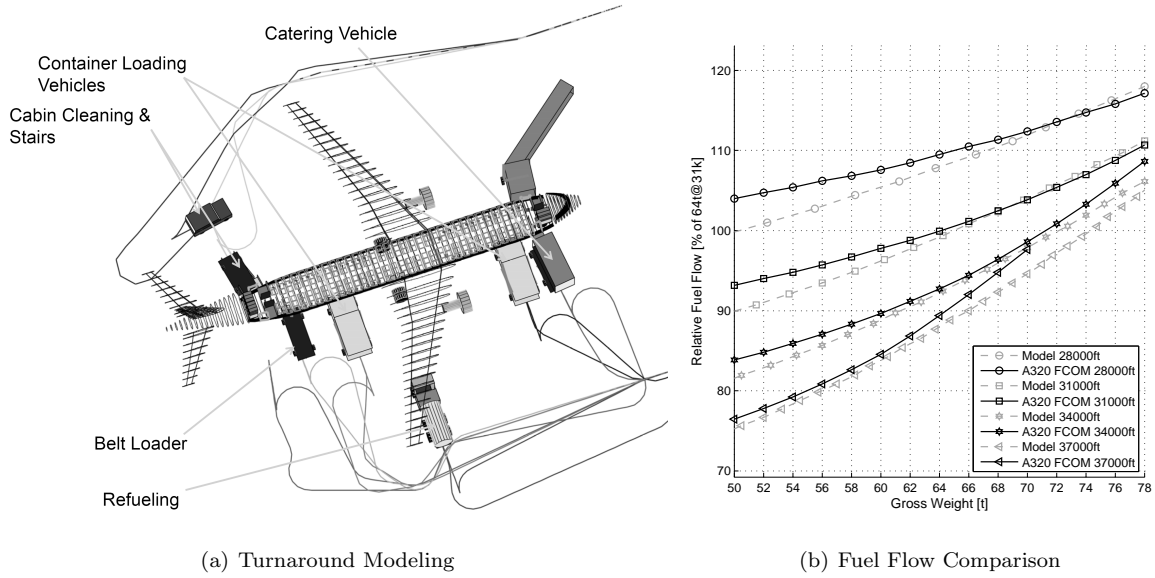 Catering Vehicle
Container Loading
Vehicles
Cabin Cleaning &
Stairs
Belt Loader
Refueling
(a) Turnaround Modeling
Relative Fuel Flow [% of 64t@31k]
120
110
100
90
80
70
50 52 54 56 58 60 62 64 66 68 70 72 74 76 78
Gross Weight [t]
Model 28000ft
A320 FCOM 28000ft
Model 31000ft
A320 FCOM 31000ft
Model 34000ft
A320 FCOM 34000ft
Model 37000ft
A320 FCOM 37000ft
(b) Fuel Flow Comparison